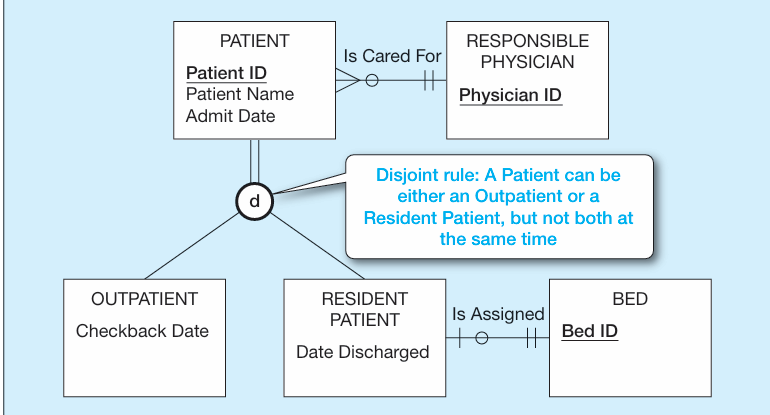 PATIENT
Patient ID
Patient Name
Admit Date
Is Cared For
RESPONSIBLE
PHYSICIAN
Physician ID
d
Disjoint rule: A Patient can be
either an Outpatient or a
Resident Patient, but not both at
the same time
OUTPATIENT
Checkback Date
RESIDENT
PATIENT
Date Discharged
Is Assigned
BED
Bed ID